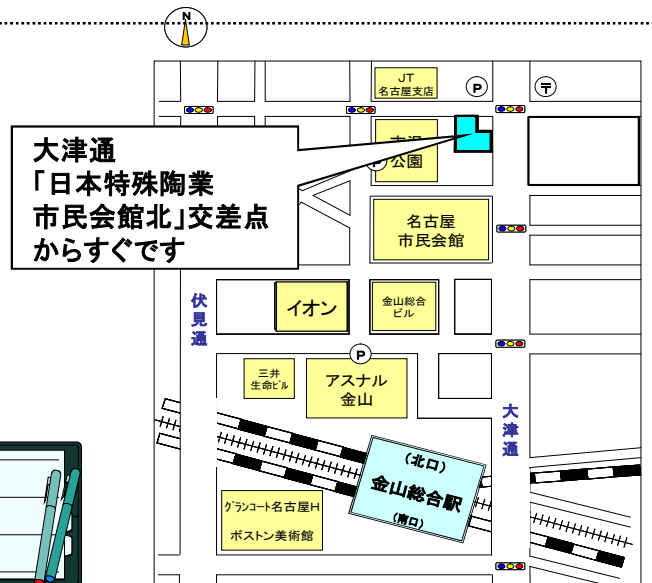 N
JT
名古屋支店
P
〒
大津通
「日本特殊陶業
市民会館北」交差点
からすぐです
P
公園
名古屋
市民会館
伏見通
イオン
金山総合
ビル
P
三井
生命ビル
アスナル
金山
大津通
(北口)
金山総合駅
(南口)
グランコート名古屋H
ボストン美術館